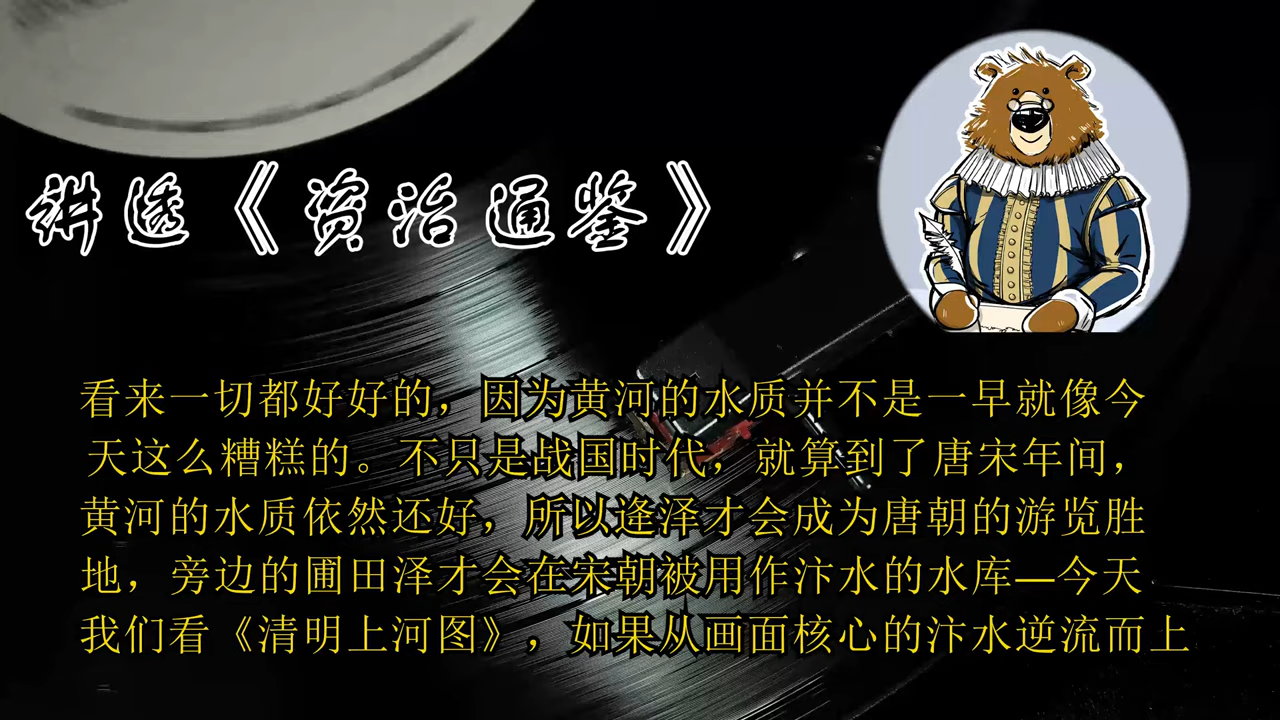 讲透《资治通鉴》
看来一切都好好的，因为黄河的水质并不是一早就像今
天这么糟糕的。不只是战国时代，就算到了唐宋年间，
黄河的水质依然还好，所以逄泽才会成为唐朝的游览胜
地，旁边的圃田泽才会在宋朝被用作汴水的水库—今天
我们看《清明上河图》，如果从画面核心的汴水逆流而上